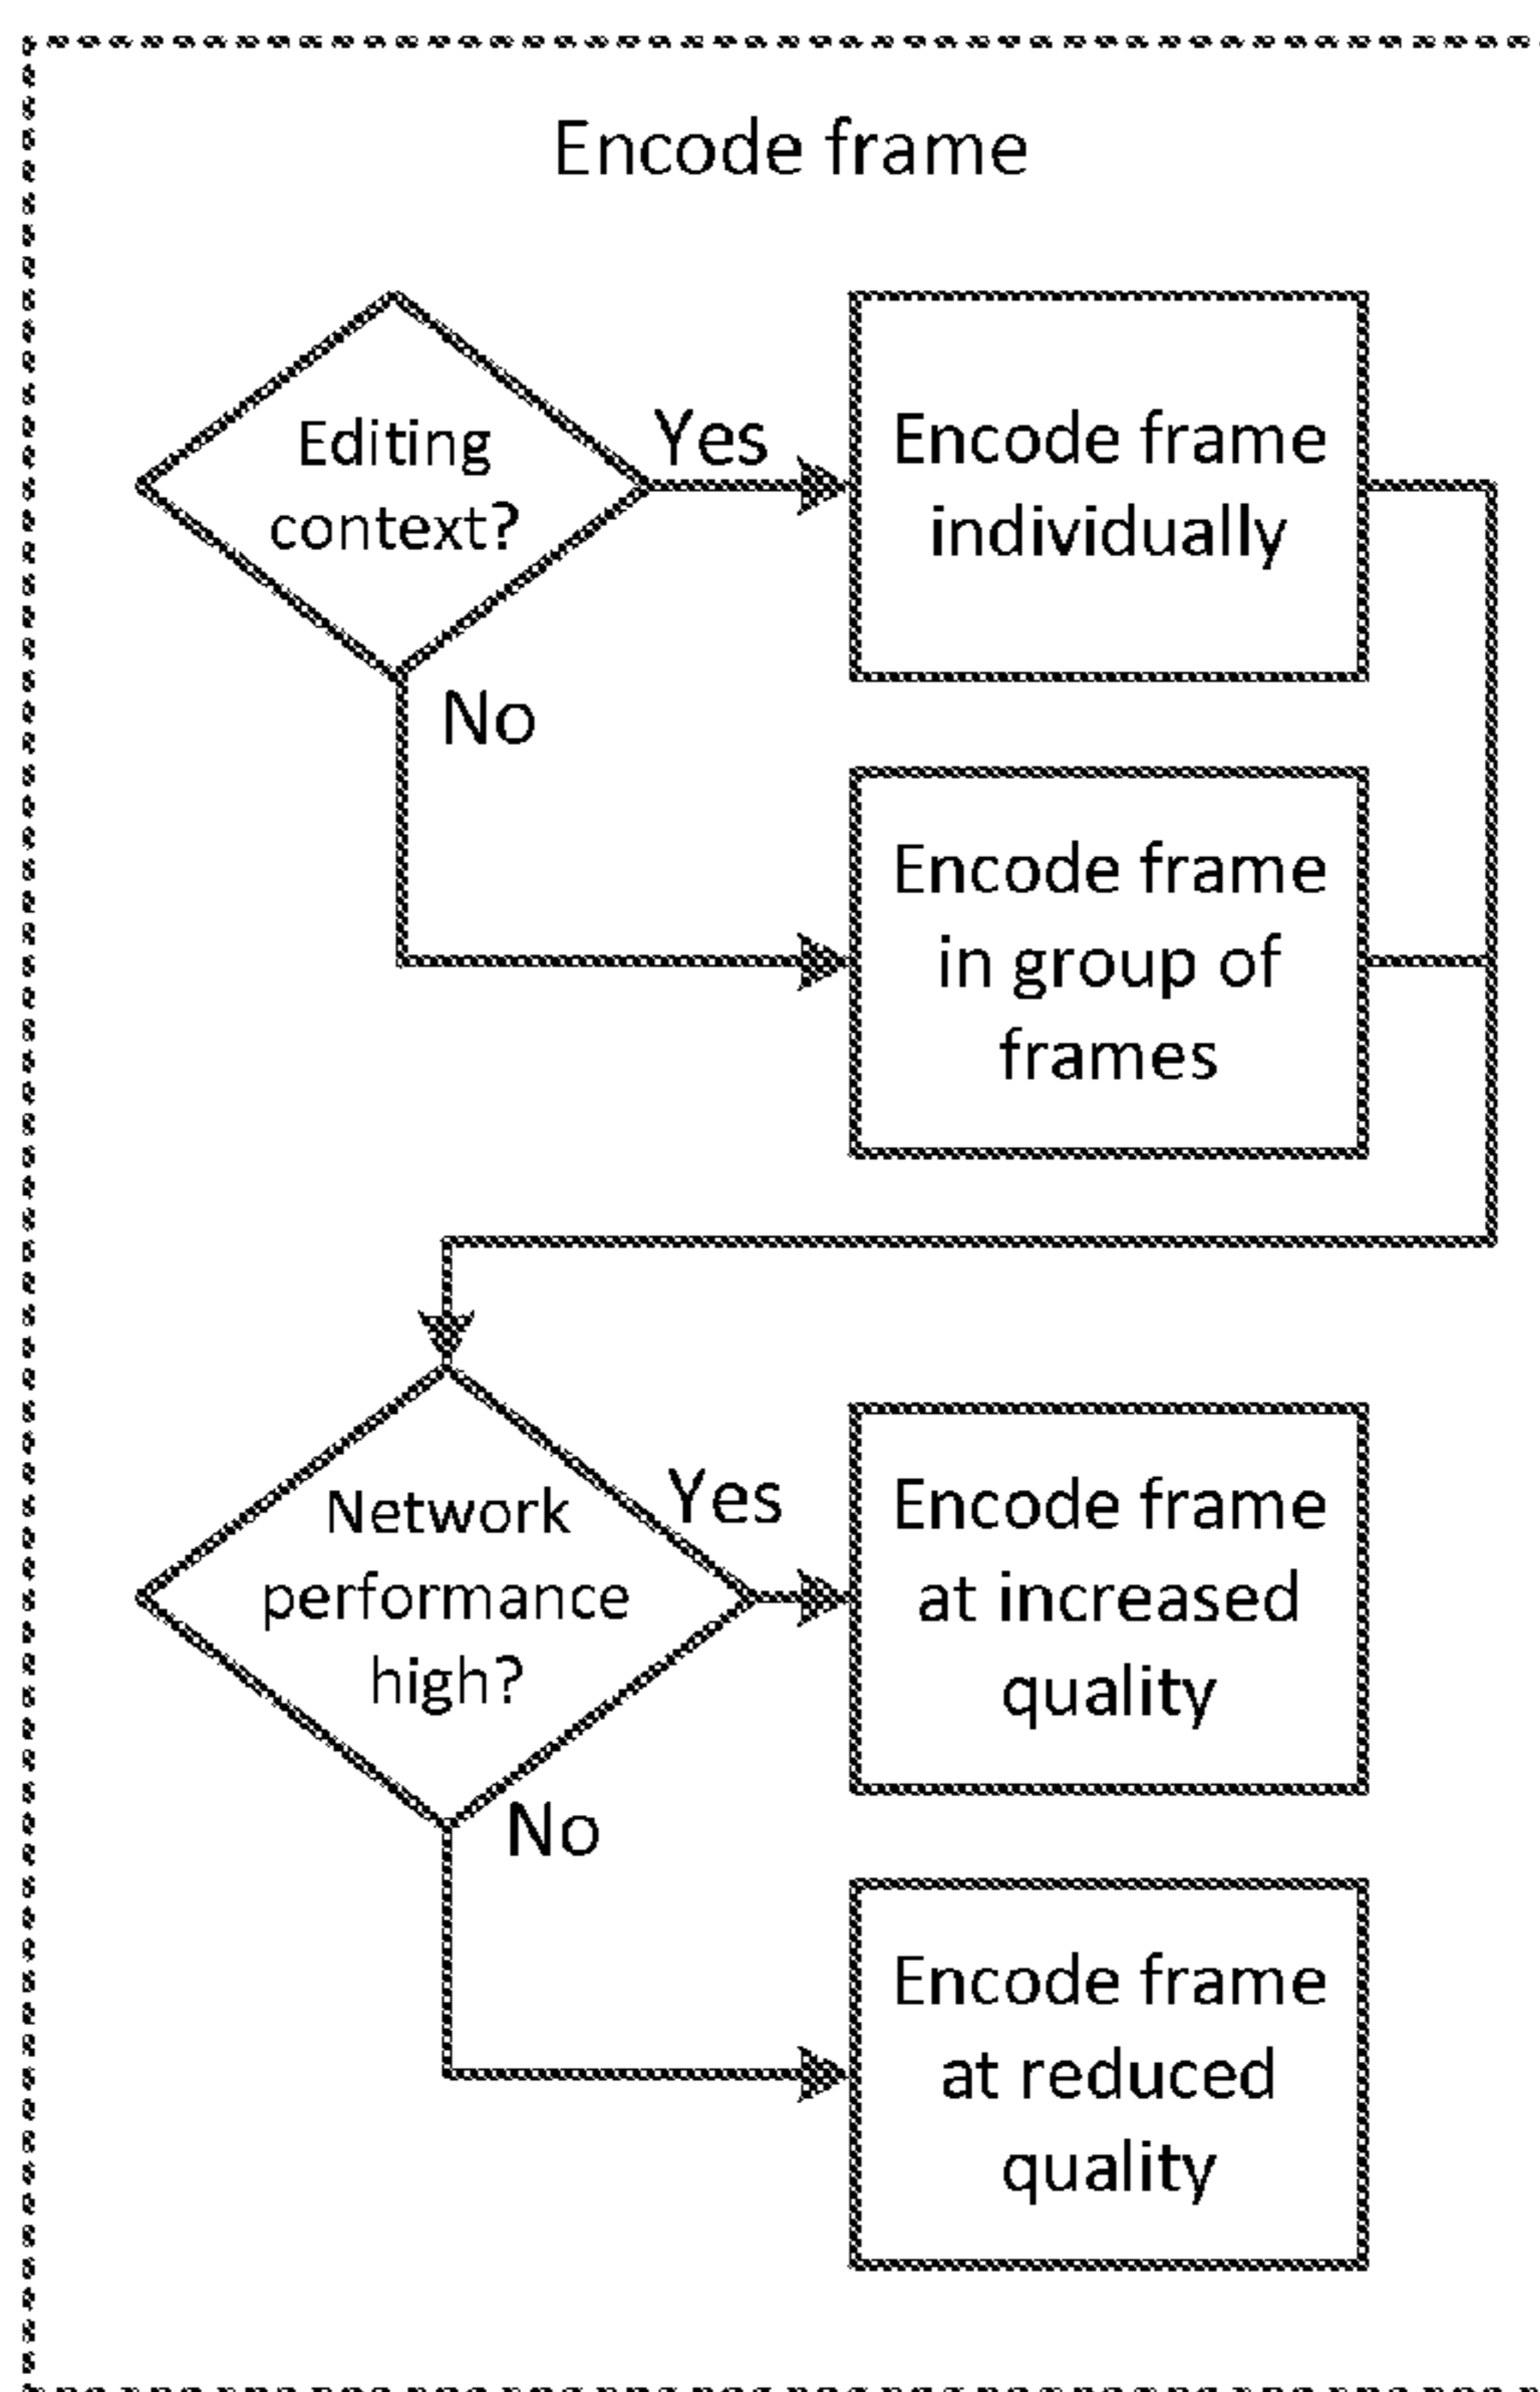 Encode frame
Editing
context?
Yes
Encode frame
individually
No
Encode frame
in group of
frames
Network
performance
high?
Yes
Encode frame
at increased
quality
No
Encode frame
at reduced
quality